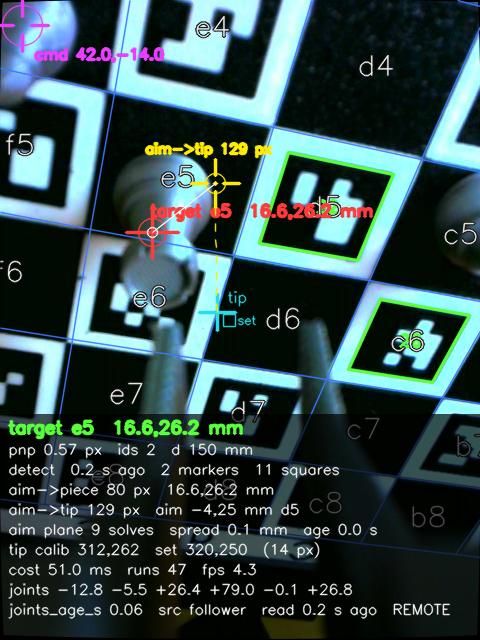 e4
cmd 42.0,-14.0
d4
f5
aim->tip 129 px
e5
target e5 16.6,26.2 mm
d5
c5
f6
e6
tip
set
d6
c6
e7
d7
c7
target e5 16.6,26.2 mm
pnp 0.57 px ids 2 d 150 mm
detect 0.2 s ago 2 markers 11 squares
aim->piece 80 px 16.6,26.2 mm
aim->tip 129 px aim -4,25 mm d5
c8
b8
aim plane 9 solves spread 0.1 mm age 0.0 s
tip calib 312,262 set 320,250 (14 px)
cost 51.0 ms runs 47 fps 4.3
joints -12.8 -5.5 +26.4 +79.0 -0.1 +26.8
joints_age_s 0.06 src follower read 0.2 s ago REMOTE